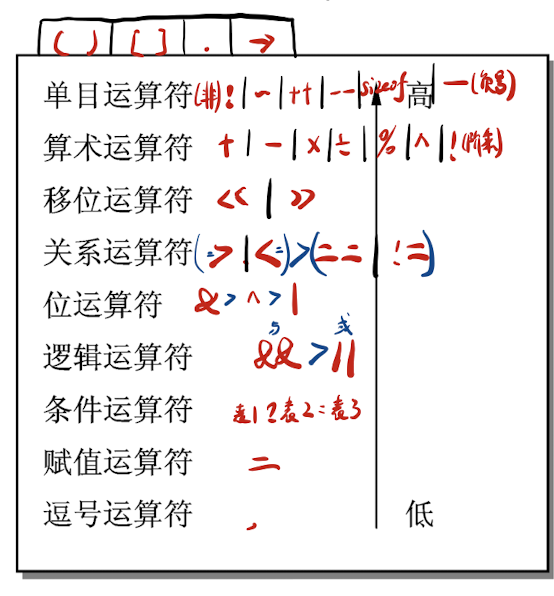 ( ) [ ] . →
单目运算符(非)! | ~ | ++ | -- | sizeof 高 | -(负号)
算术运算符 + | - | × | ÷ | % | ^ | !(阶乘)
移位运算符 << | >>
关系运算符(=> | <=)>(== | !=)
位运算符 & > ^ > |
与 或
逻辑运算符 && > ||
条件运算符 表1?表2:表3
赋值运算符 =
逗号运算符 , 低